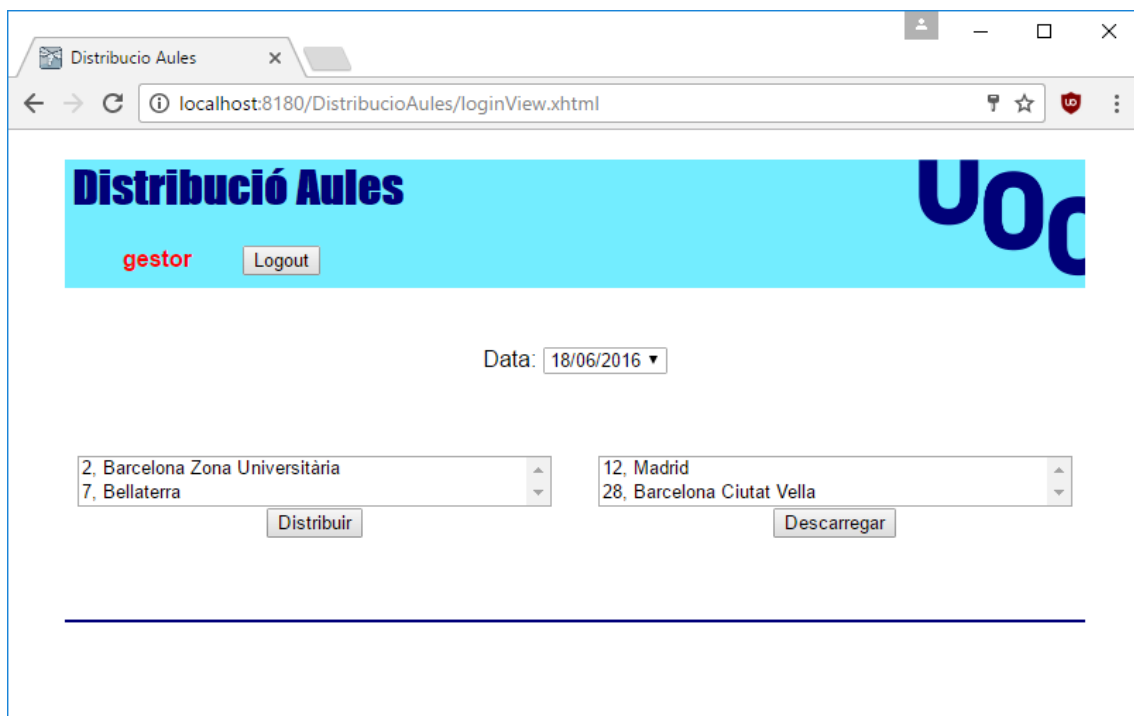 Distribucio Aules
localhost:8180/DistribucioAules/loginView.xhtml
Distribució Aules
UOC
gestor Logout
Data: 18/06/2016
2, Barcelona Zona Universitària
7, Bellaterra
12, Madrid
28, Barcelona Ciutat Vella
Distribuir
Descarregar